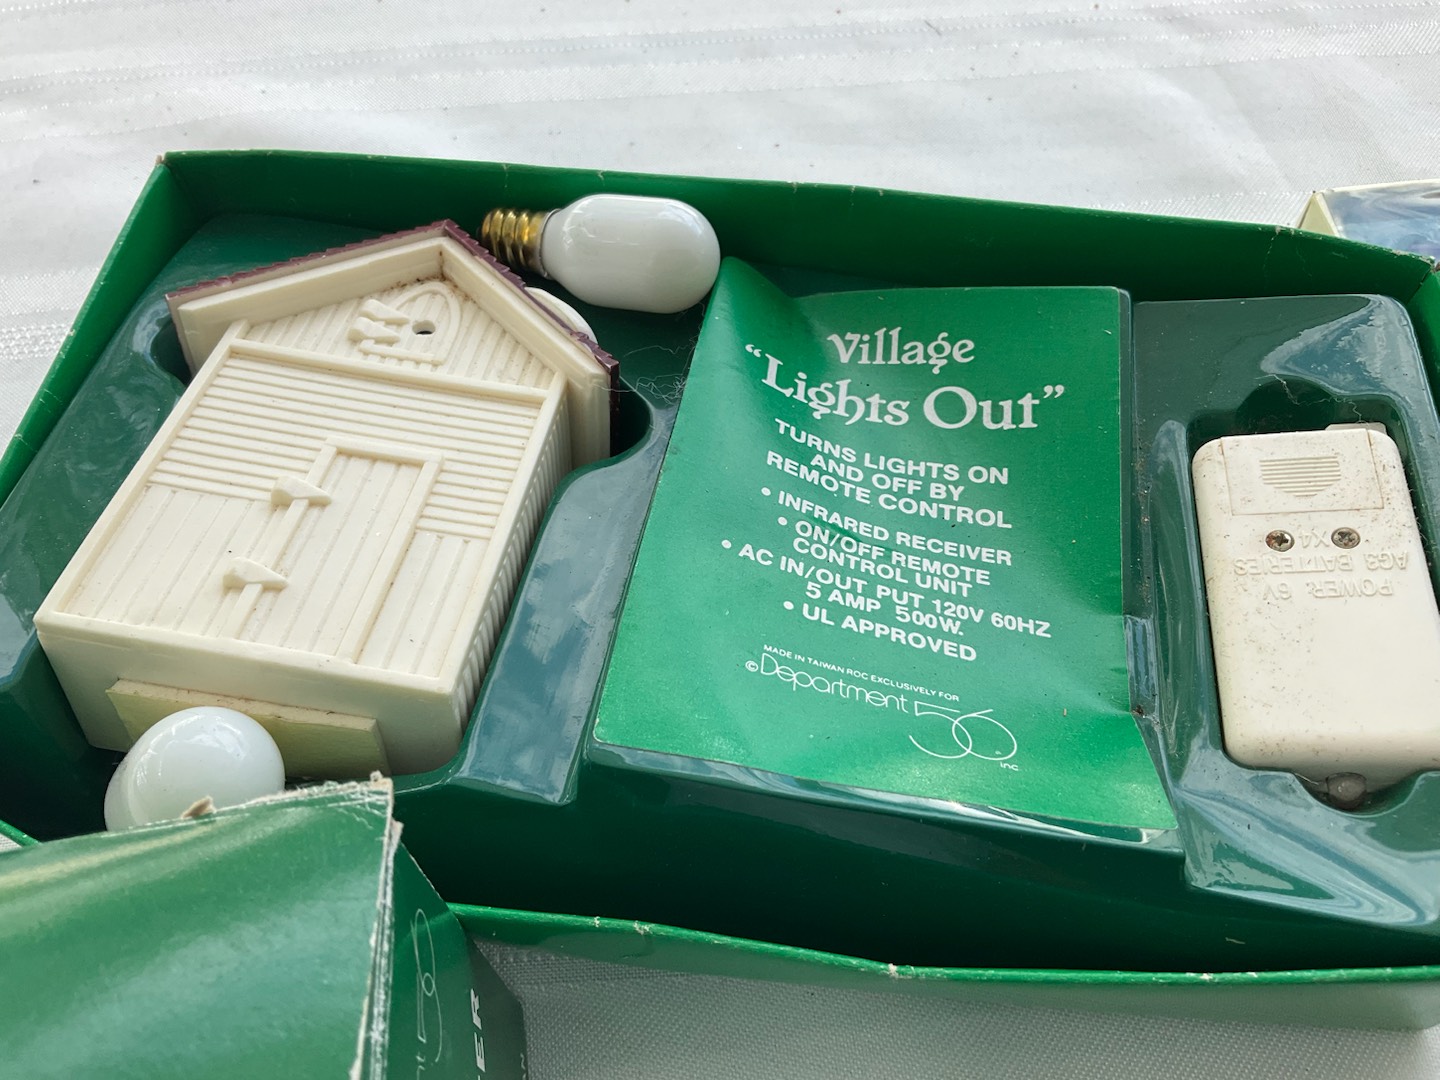 Village
“Lights Out”
TURNS LIGHTS ON
AND OFF BY
REMOTE CONTROL
• INFRARED RECEIVER
• ON/OFF REMOTE
CONTROL UNIT
• AC IN/OUT PUT 120V 60HZ
5 AMP 500W.
• UL APPROVED
MADE IN TAIWAN ROC EXCLUSIVELY FOR
© Department 56 inc.
POWER: 6V
AG3 BATTERIES
X4
56